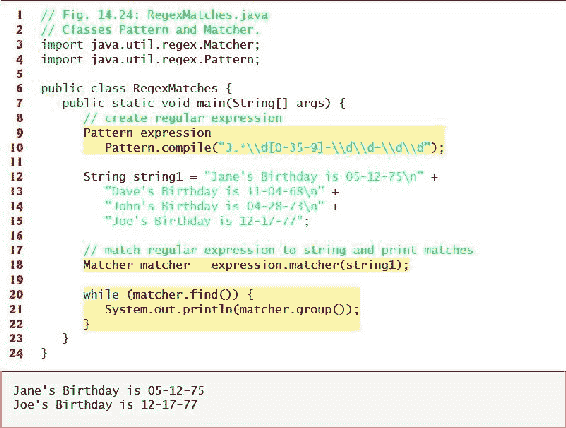 1 // Fig. 14.24: RegexMatches.java
2 // Classes Pattern and Matcher.
3 import java.util.regex.Matcher;
4 import java.util.regex.Pattern;
5
6 public class RegexMatches {
7 public static void main(String[] args) {
8 // create regular expression
9 Pattern expression
10 Pattern.compile("J.*\\d[0-35-9]-\\d\\d-\\d\\d");
11
12 String string1 = "Jane's Birthday is 05-12-75\n" +
13 "Dave's Birthday is 11-04-68\n" +
14 "John's Birthday is 04-28-73\n" +
15 "Joe's Birthday is 12-17-77";
16
17 // match regular expression to string and print matches
18 Matcher matcher expression.matcher(string1);
19
20 while (matcher.find()) {
21 System.out.println(matcher.group());
22 }
23 }
24 }
Jane's Birthday is 05-12-75
Joe's Birthday is 12-17-77